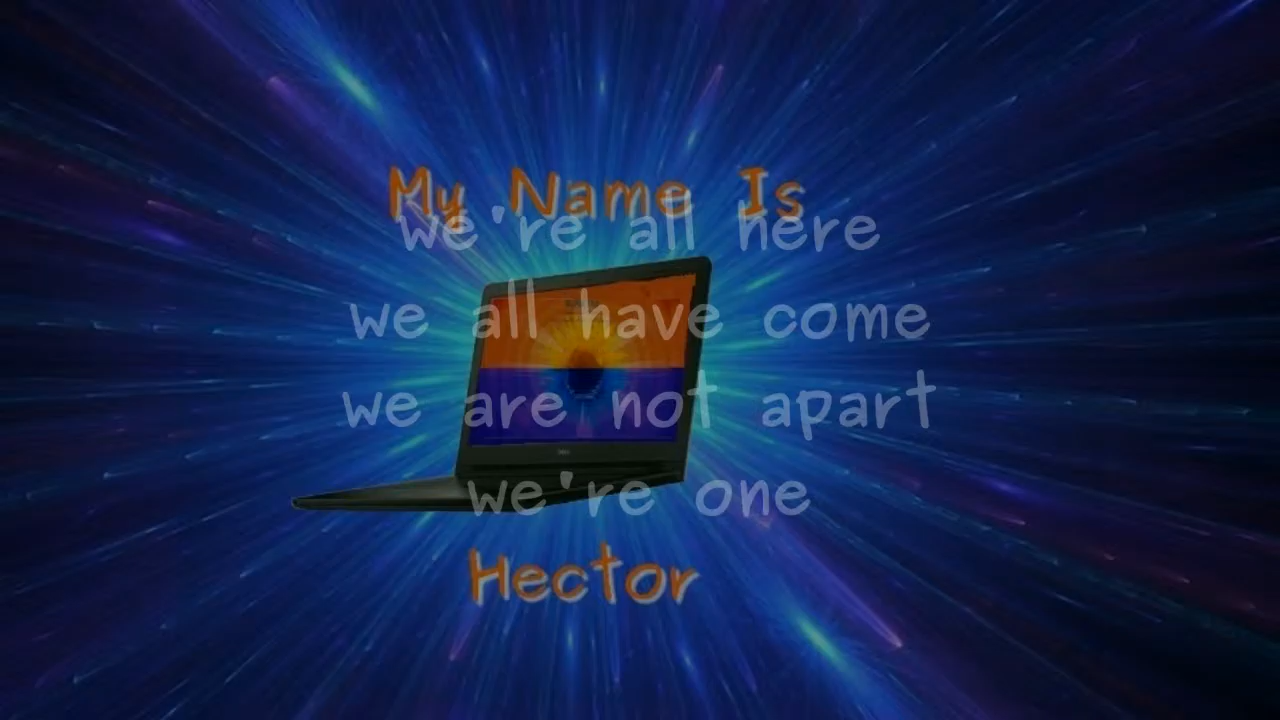 My Name Is
we're all here
we all have come
we are not apart
we're one
Hector